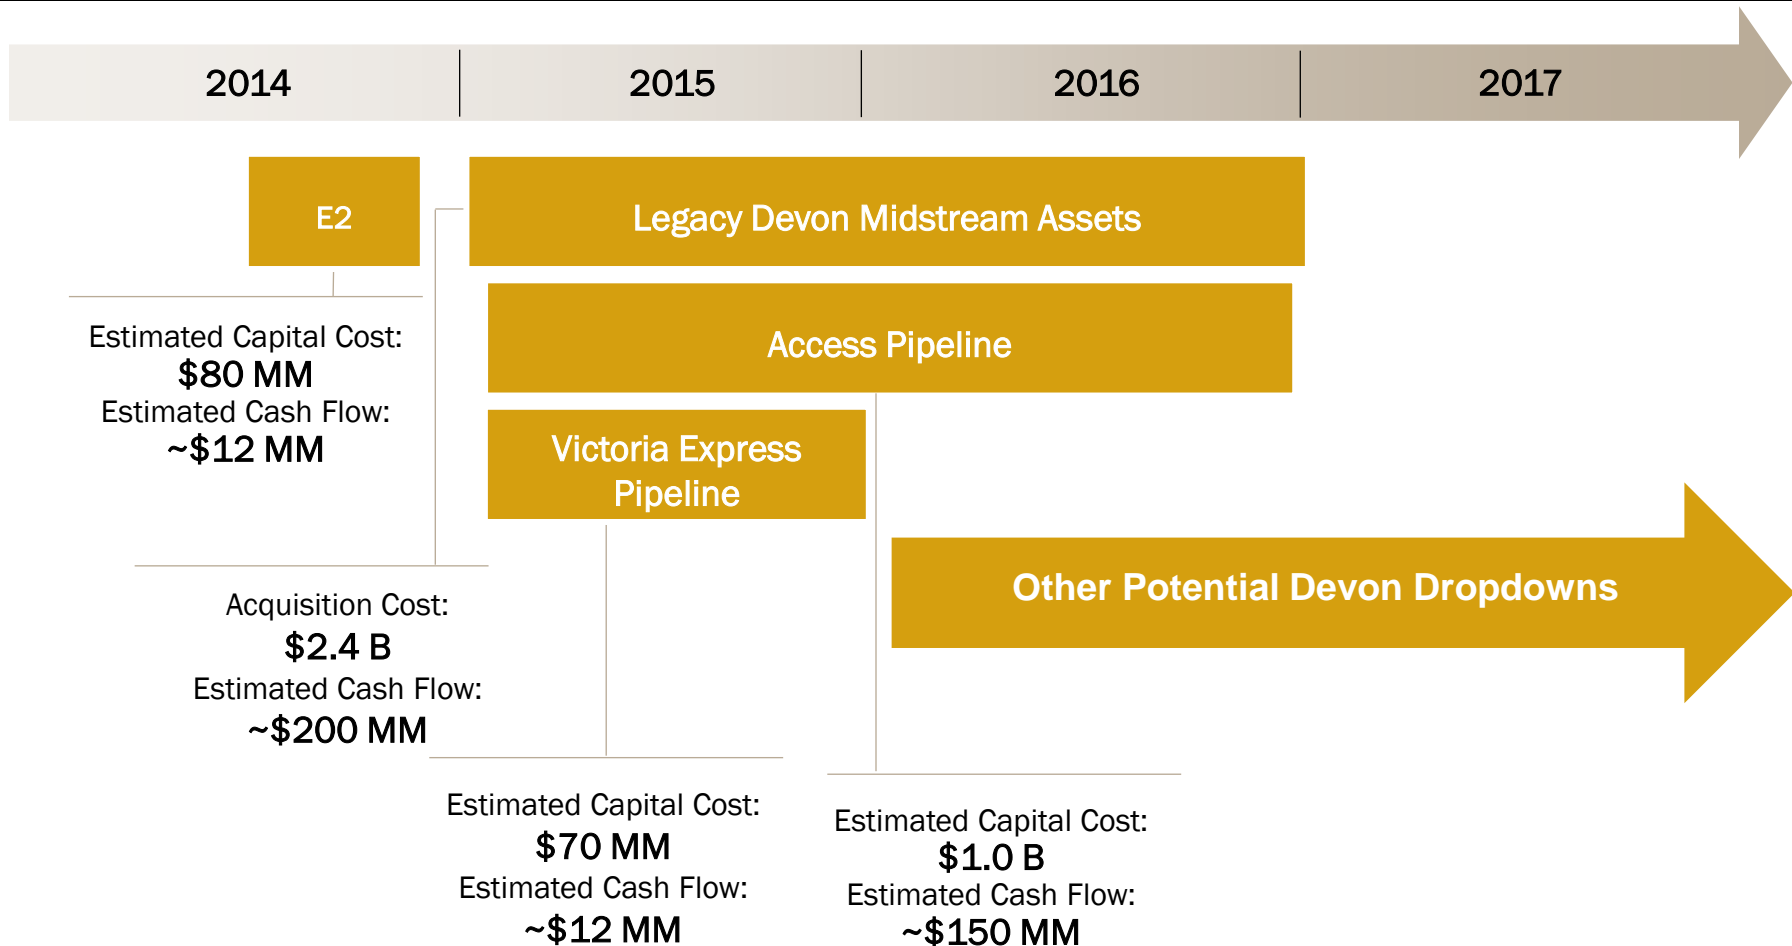 2014
2015
2016
2017
E2
Legacy Devon Midstream Assets
Access Pipeline
Victoria Express
Pipeline
Other Potential Devon Dropdowns
Estimated Capital Cost:
$80 MM
Estimated Cash Flow:
~$12 MM
Acquisition Cost:
$2.4 B
Estimated Cash Flow:
~$200 MM
Estimated Capital Cost:
$70 MM
Estimated Cash Flow:
~$12 MM
Estimated Capital Cost:
$1.0 B
Estimated Cash Flow:
~$150 MM